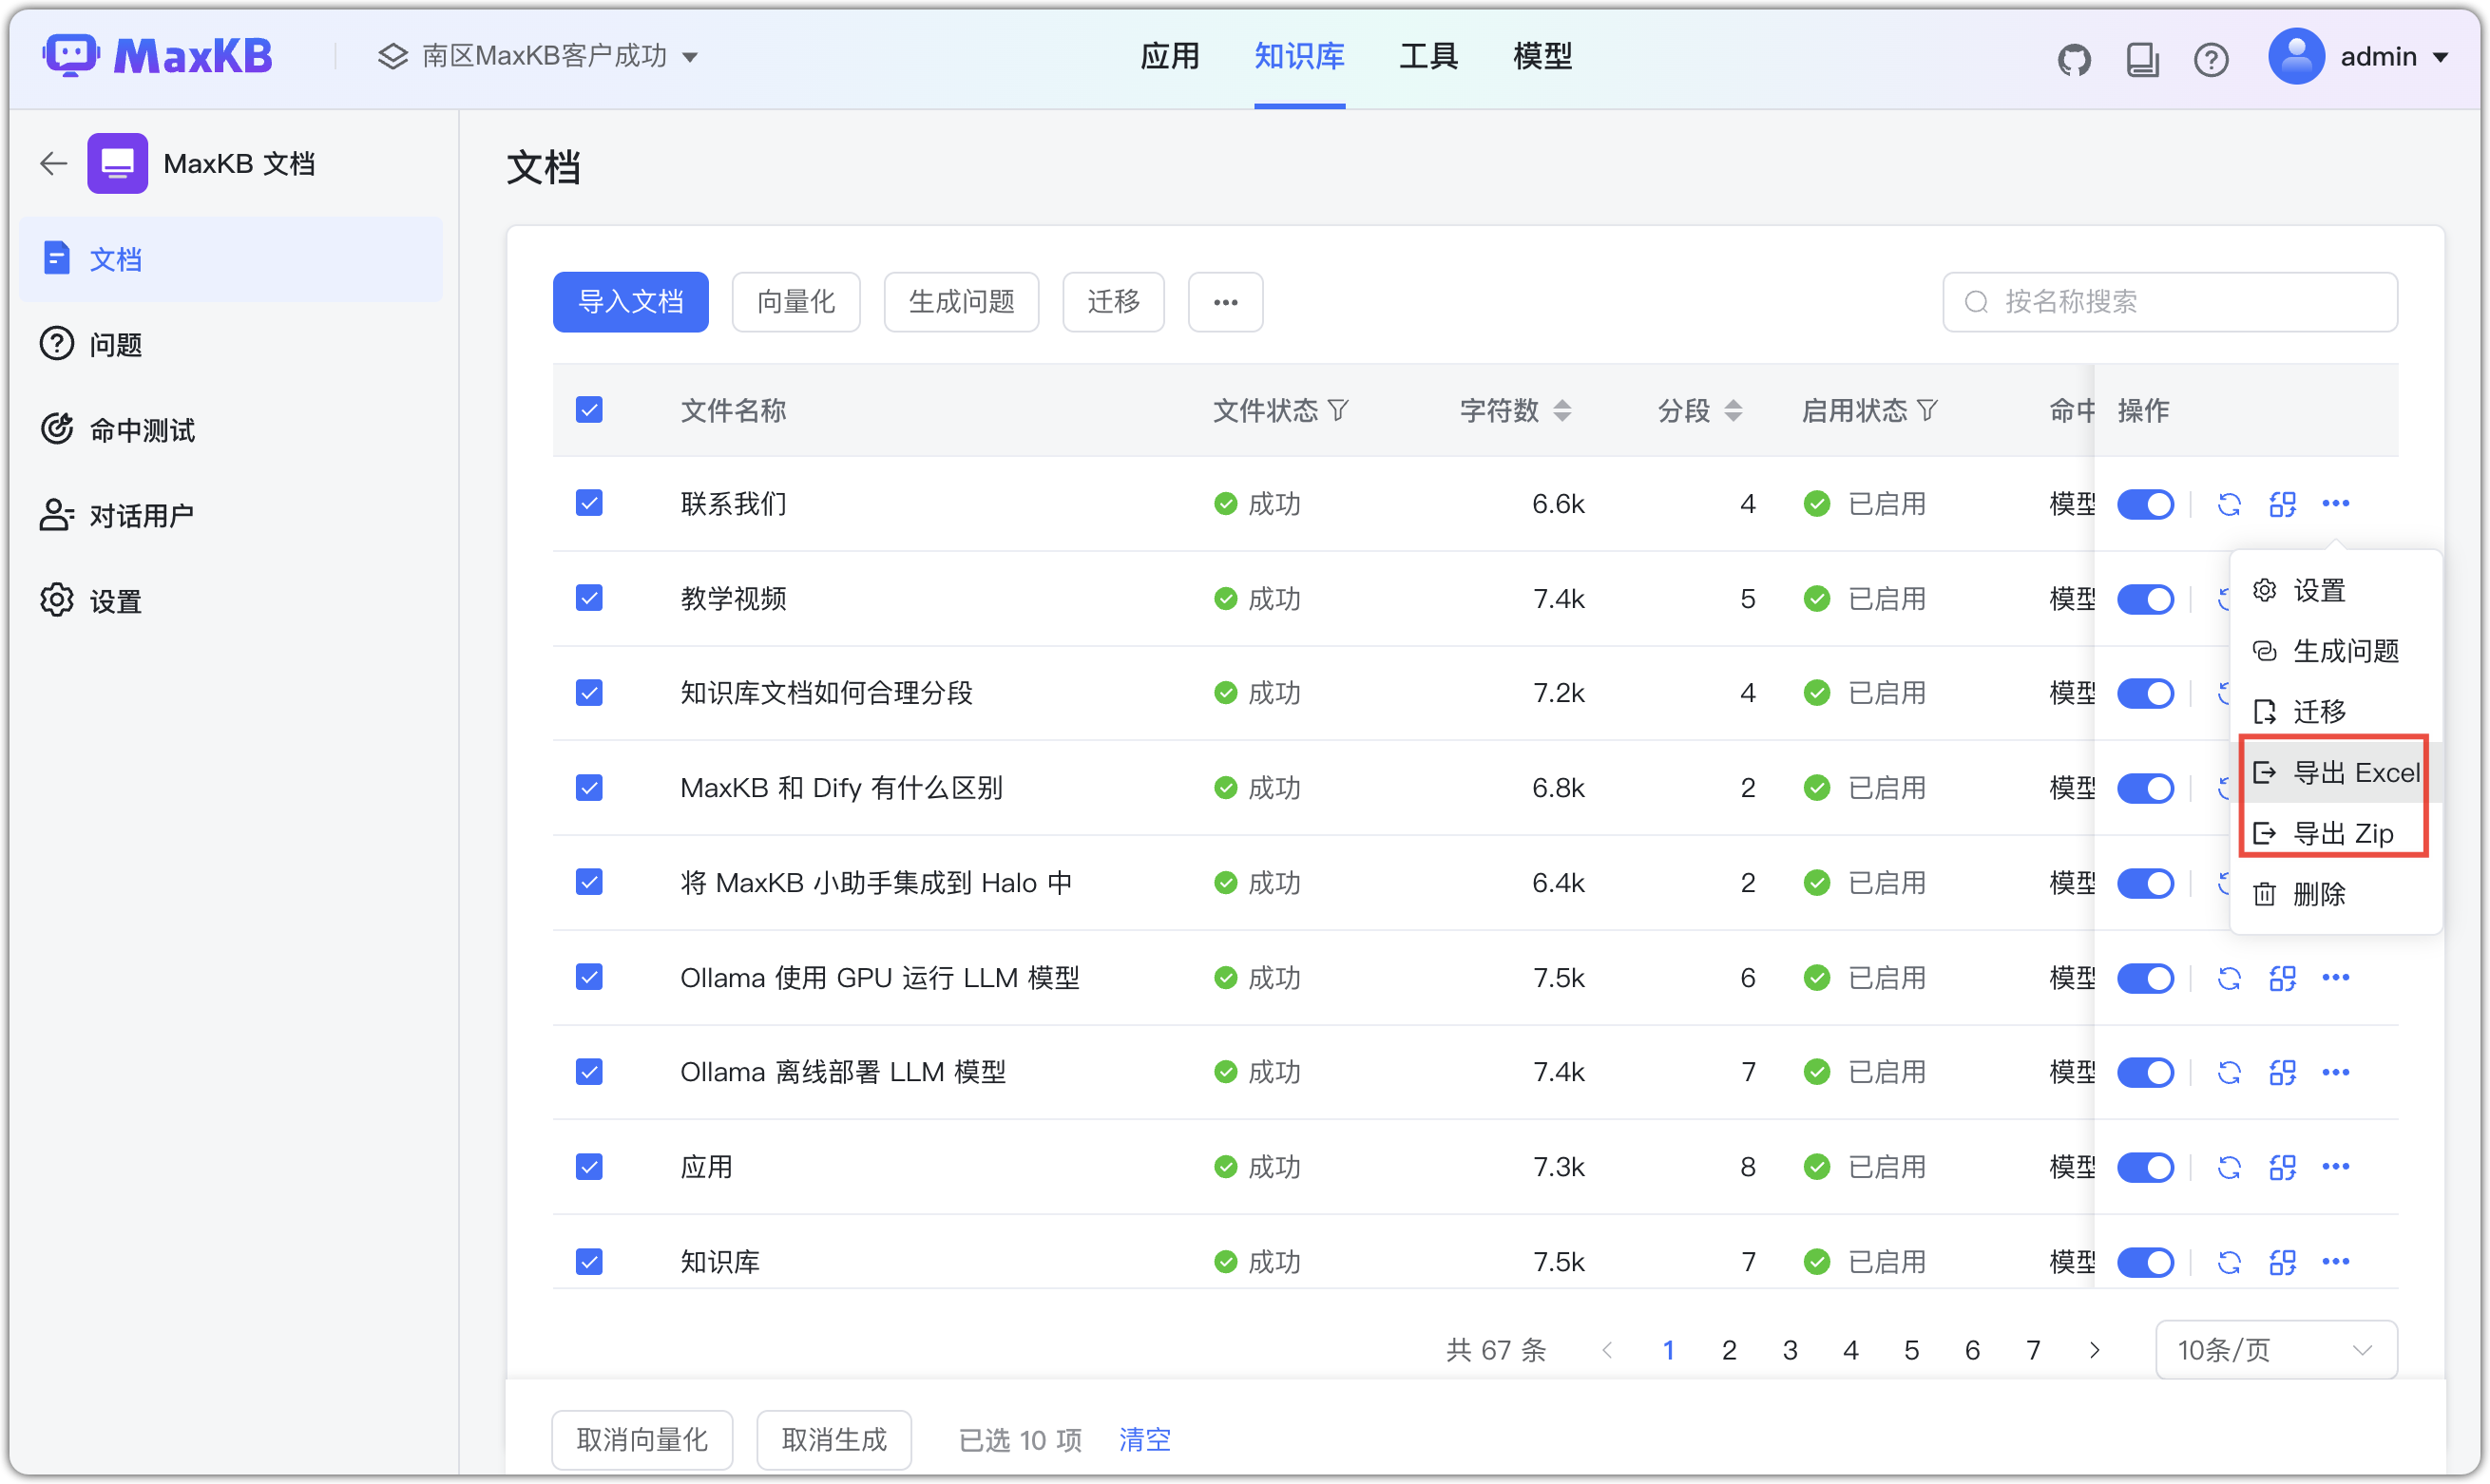 MaxKB
南区MaxKB客户成功
应用 知识库 工具 模型
admin
MaxKB 文档
文档
问题
命中测试
对话用户
设置
文档
导入文档 向量化 生成问题 迁移 ···
按名称搜索
文件名称 文件状态 字符数 分段 启用状态 命中 操作
联系我们 成功 6.6k 4 已启用 模型
教学视频 成功 7.4k 5 已启用 模型
知识库文档如何合理分段 成功 7.2k 4 已启用 模型
MaxKB 和 Dify 有什么区别 成功 6.8k 2 已启用 模型
将 MaxKB 小助手集成到 Halo 中 成功 6.4k 2 已启用 模型
Ollama 使用 GPU 运行 LLM 模型 成功 7.5k 6 已启用 模型
Ollama 离线部署 LLM 模型 成功 7.4k 7 已启用 模型
应用 成功 7.3k 8 已启用 模型
知识库 成功 7.5k 7 已启用 模型
设置
生成问题
迁移
导出 Excel
导出 Zip
删除
共 67 条 1 2 3 4 5 6 7 10条/页
取消向量化 取消生成 已选 10 项 清空